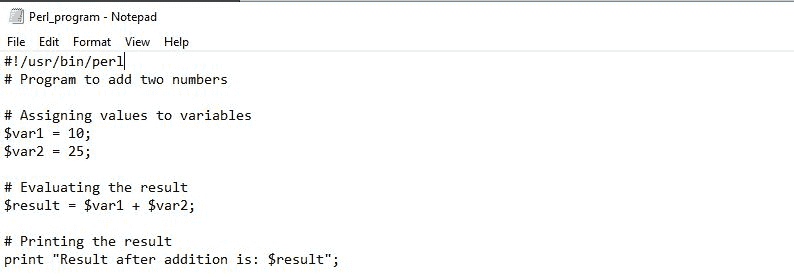 Perl_program - Notepad
File Edit Format View Help
#!/usr/bin/perl
# Program to add two numbers
# Assigning values to variables
$var1 = 10;
$var2 = 25;
# Evaluating the result
$result = $var1 + $var2;
# Printing the result
print "Result after addition is: $result";